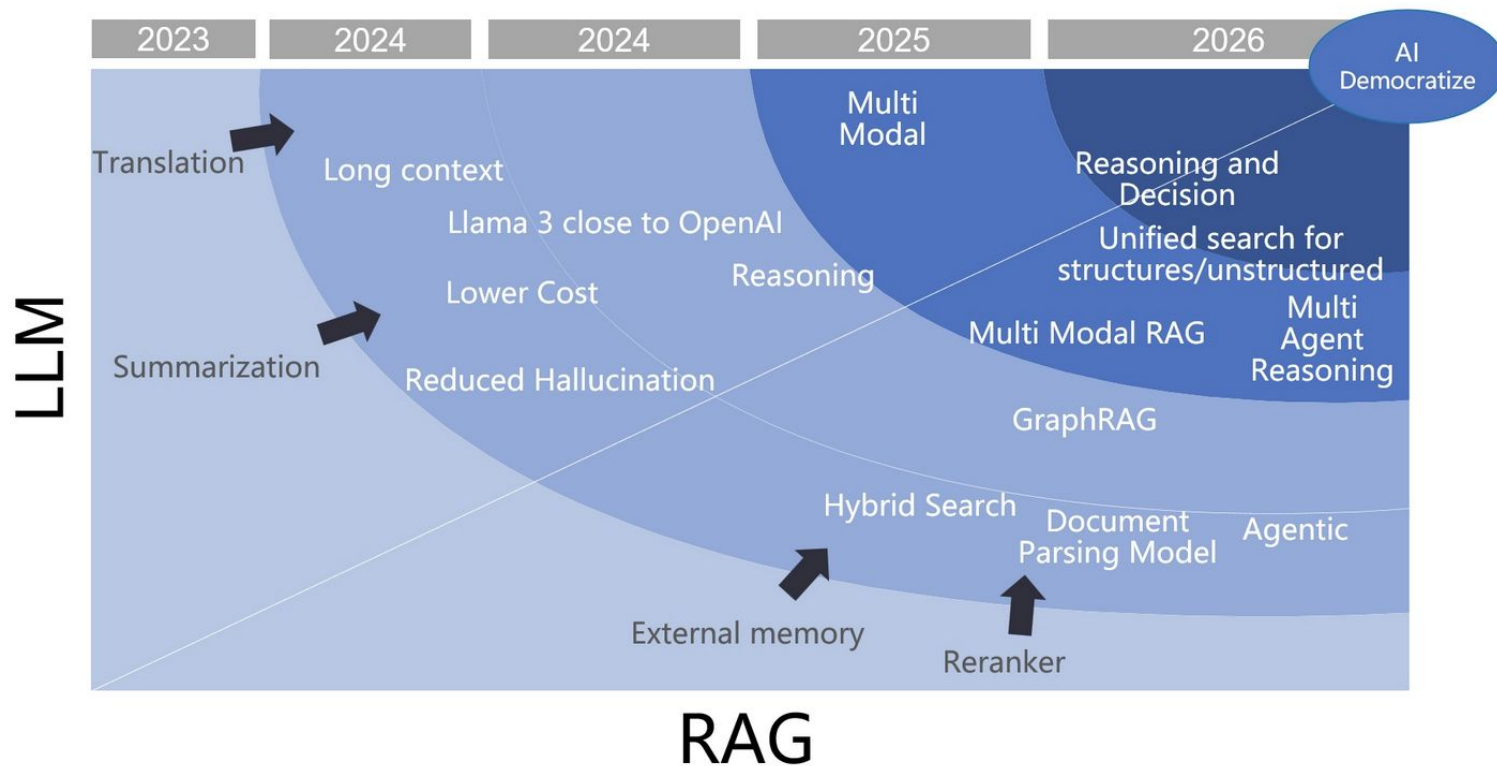 2023
2024
2024
2025
2026
AI
Democratize
Multi
Modal
Translation
Long context
Reasoning and
Decision
Llama 3 close to OpenAI
Unified search for
structures/unstructured
Reasoning
Lower Cost
Multi Modal RAG
Multi
Agent
Reasoning
Summarization
Reduced Hallucination
GraphRAG
Hybrid Search
Document
Parsing Model
Agentic
External memory
Reranker
LLM
RAG